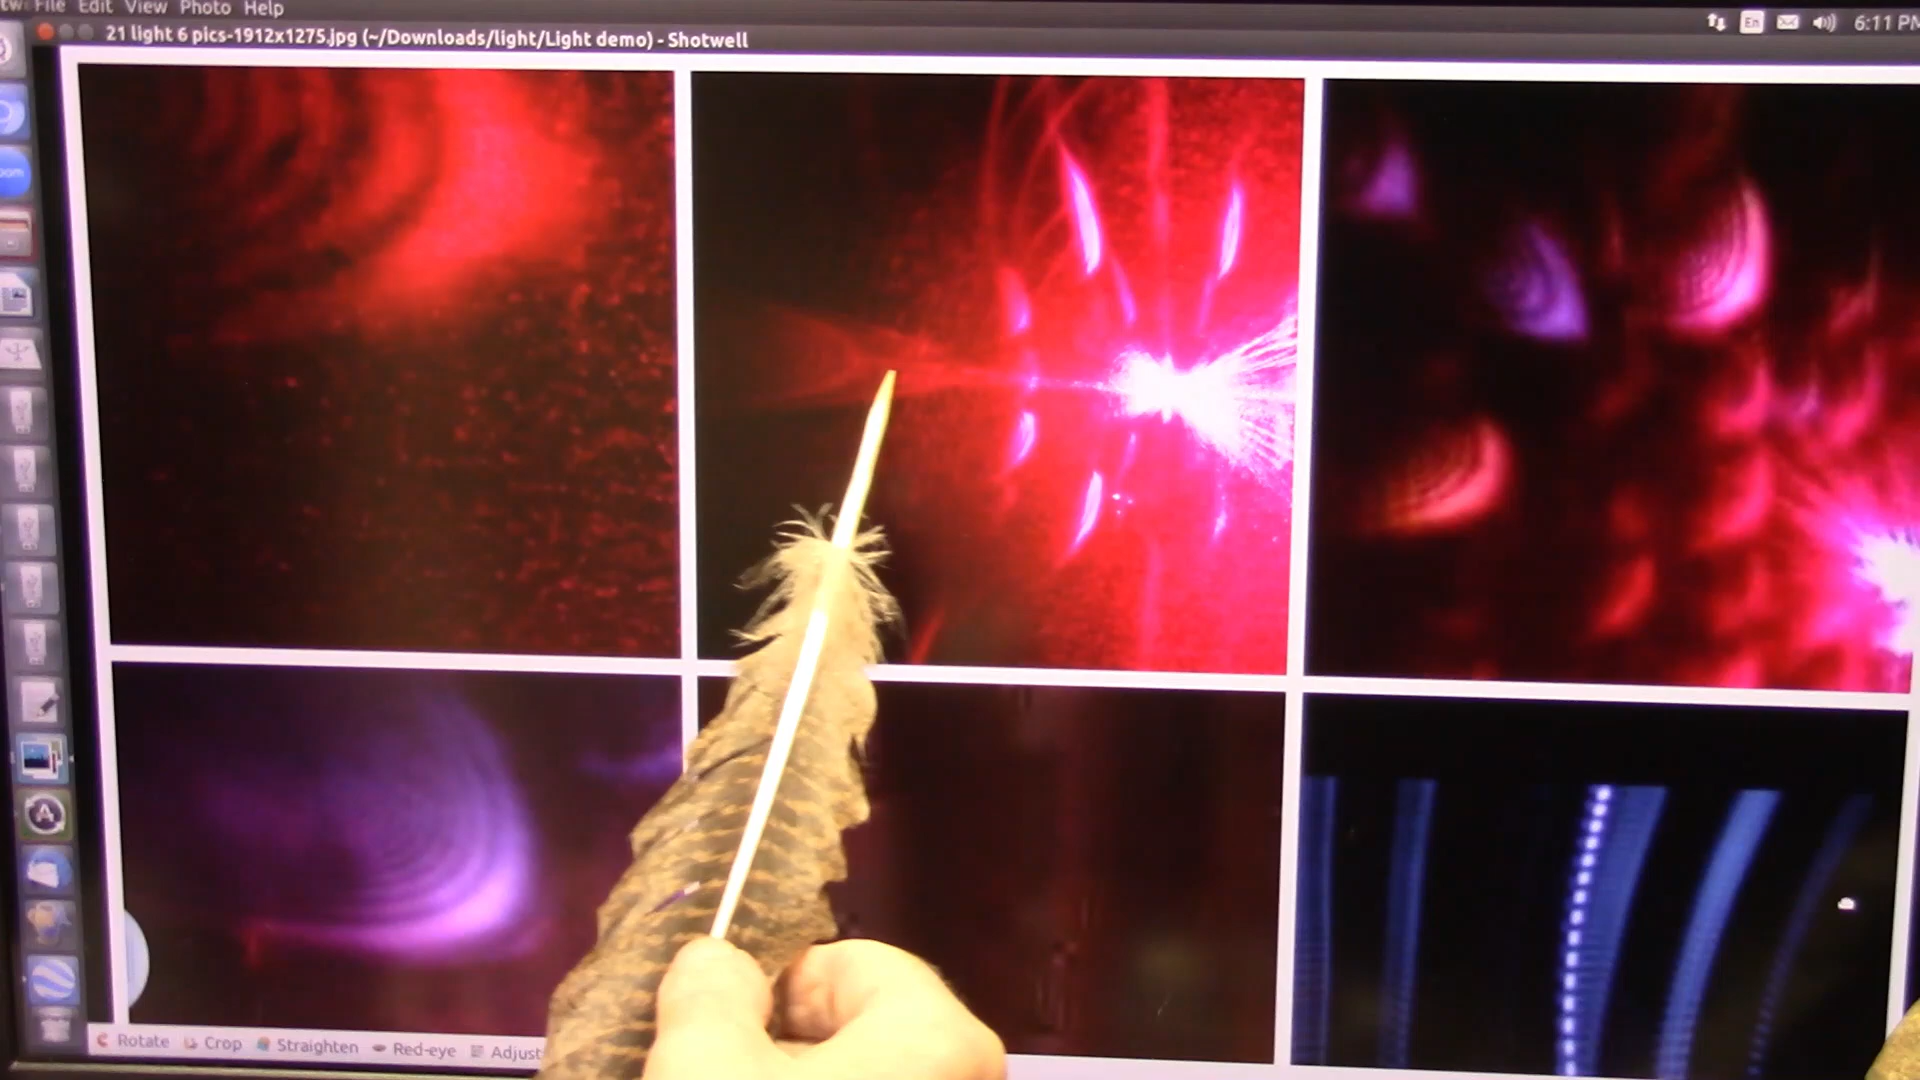 File Edit View Photo Help
En 6:11 PM
21 light 6 pics-1912x1275.jpg (~/Downloads/light/Light demo) - Shotwell
Rotate Crop Straighten Red-eye Adjust